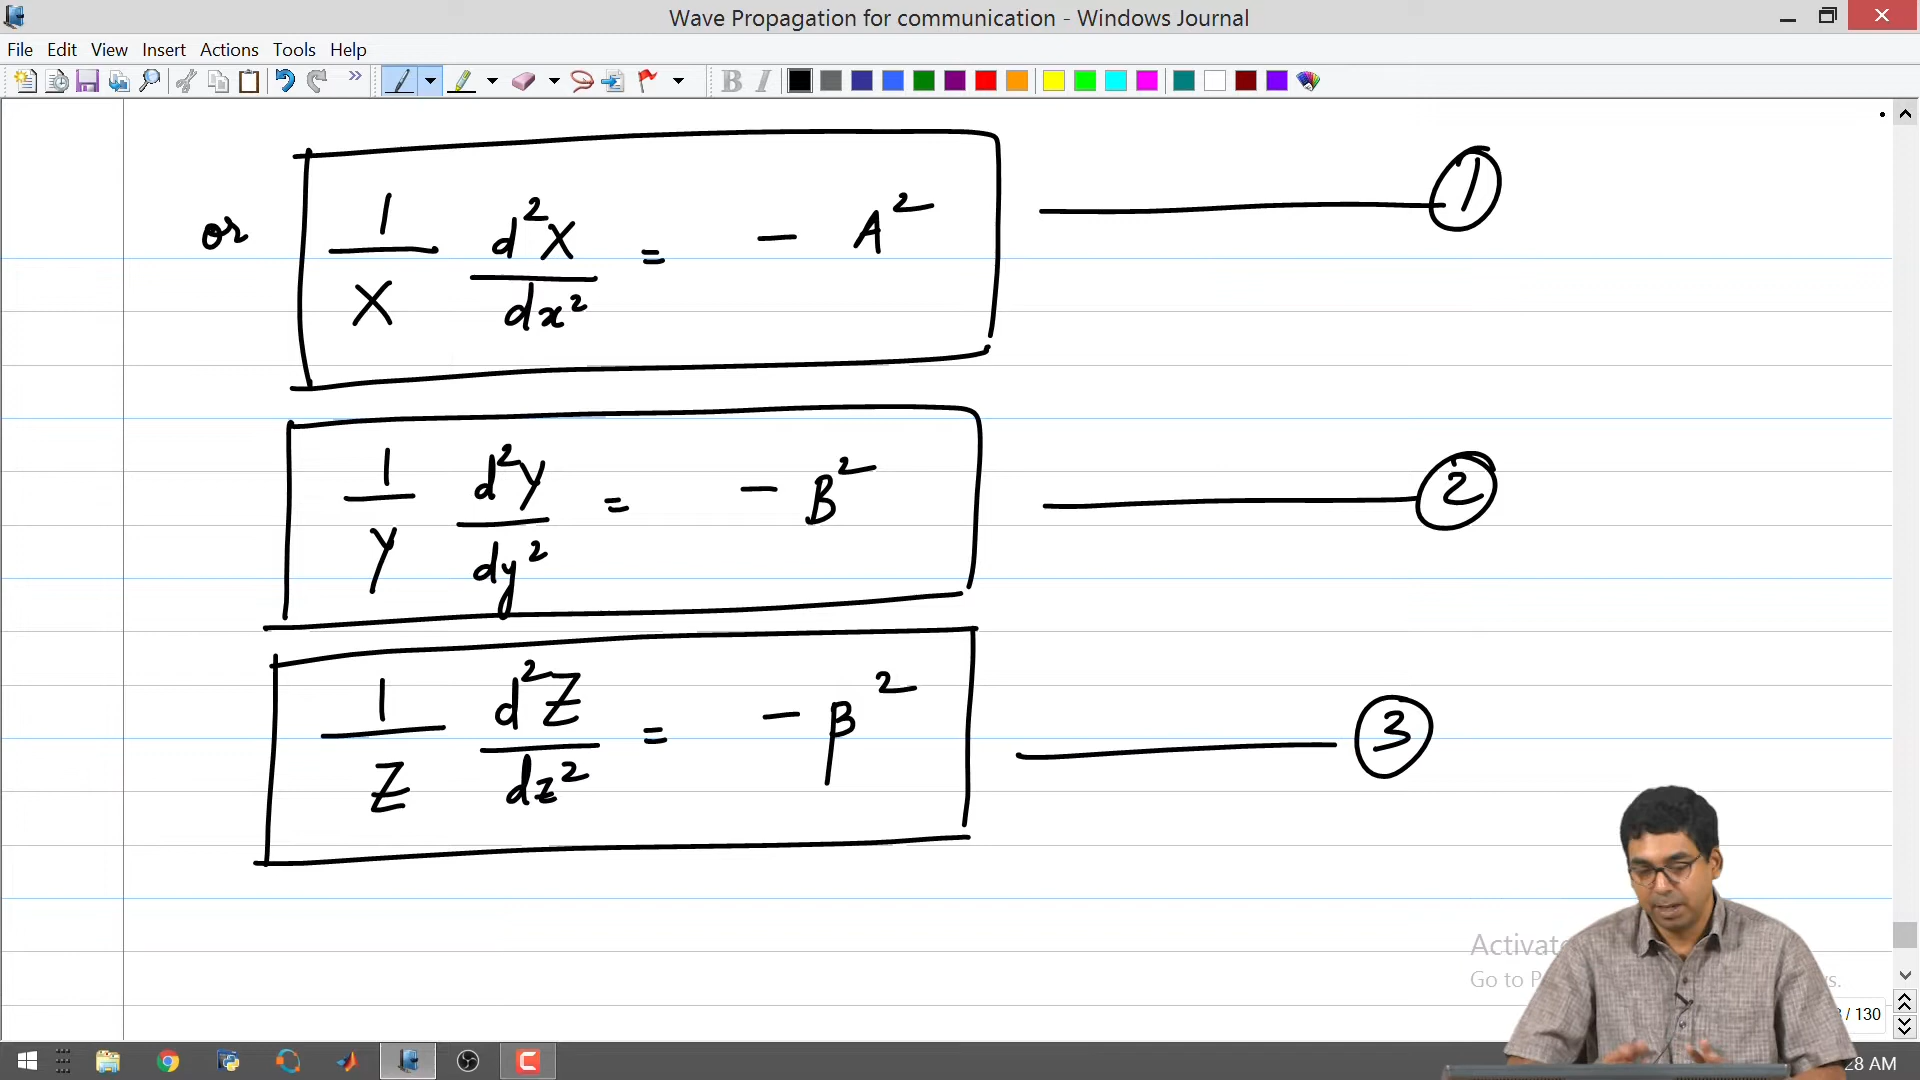 Wave Propagation for communication - Windows Journal
File Edit View Insert Actions Tools Help
B I
or 1/X d²X/dx² = - A² ①
1/Y d²Y/dy² = - B² ②
1/Z d²Z/dz² = - β² ③
Activat
Go to P s.
/ 130
28 AM